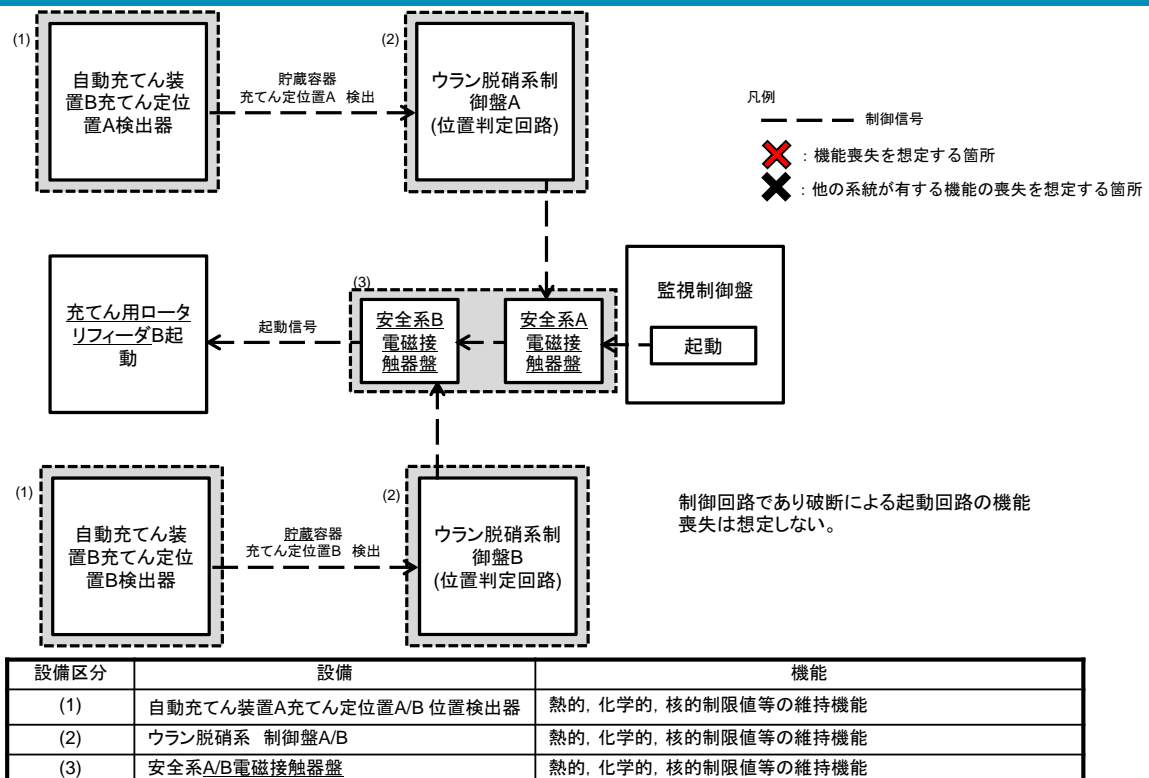 (1)
自動充てん装
置B充てん定位
置A検出器
貯蔵容器
充てん定位置A 検出
(2)
ウラン脱硝系制
御盤A
(位置判定回路)
凡例
制御信号
：機能喪失を想定する箇所
：他の系統が有する機能の喪失を想定する箇所
充てん用ロータ
リフィーダB起
動
起動信号
(3)
安全系B
電磁接
触器盤
安全系A
電磁接
触器盤
監視制御盤
起動
(1)
自動充てん装
置B充てん定位
置B検出器
貯蔵容器
充てん定位置B 検出
(2)
ウラン脱硝系制
御盤B
(位置判定回路)
制御回路であり破断による起動回路の機能
喪失は想定しない。
設備区分 設備 機能
(1) 自動充てん装置A充てん定位置A/B 位置検出器 熱的，化学的，核的制限値等の維持機能
(2) ウラン脱硝系 制御盤A/B 熱的，化学的，核的制限値等の維持機能
(3) 安全系A/B電磁接触器盤 熱的，化学的，核的制限値等の維持機能